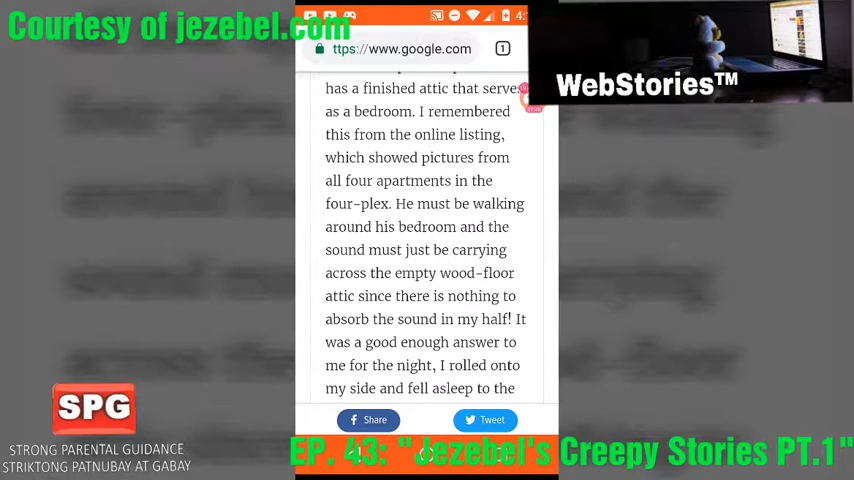 Courtesy of jezebel.com
ttps://www.google.com
1
WebStories™
has a finished attic that serves
as a bedroom. I remembered
this from the online listing,
which showed pictures from
all four apartments in the
four-plex. He must be walking
around his bedroom and the
sound must just be carrying
across the empty wood-floor
attic since there is nothing to
absorb the sound in my half! It
was a good enough answer to
me for the night, I rolled onto
my side and fell asleep to the
Share
Tweet
SPG
STRONG PARENTAL GUIDANCE
STRIKTONG PATNUBAY AT GABAY
EP. 43: "Jezebel's Creepy Stories PT.1"